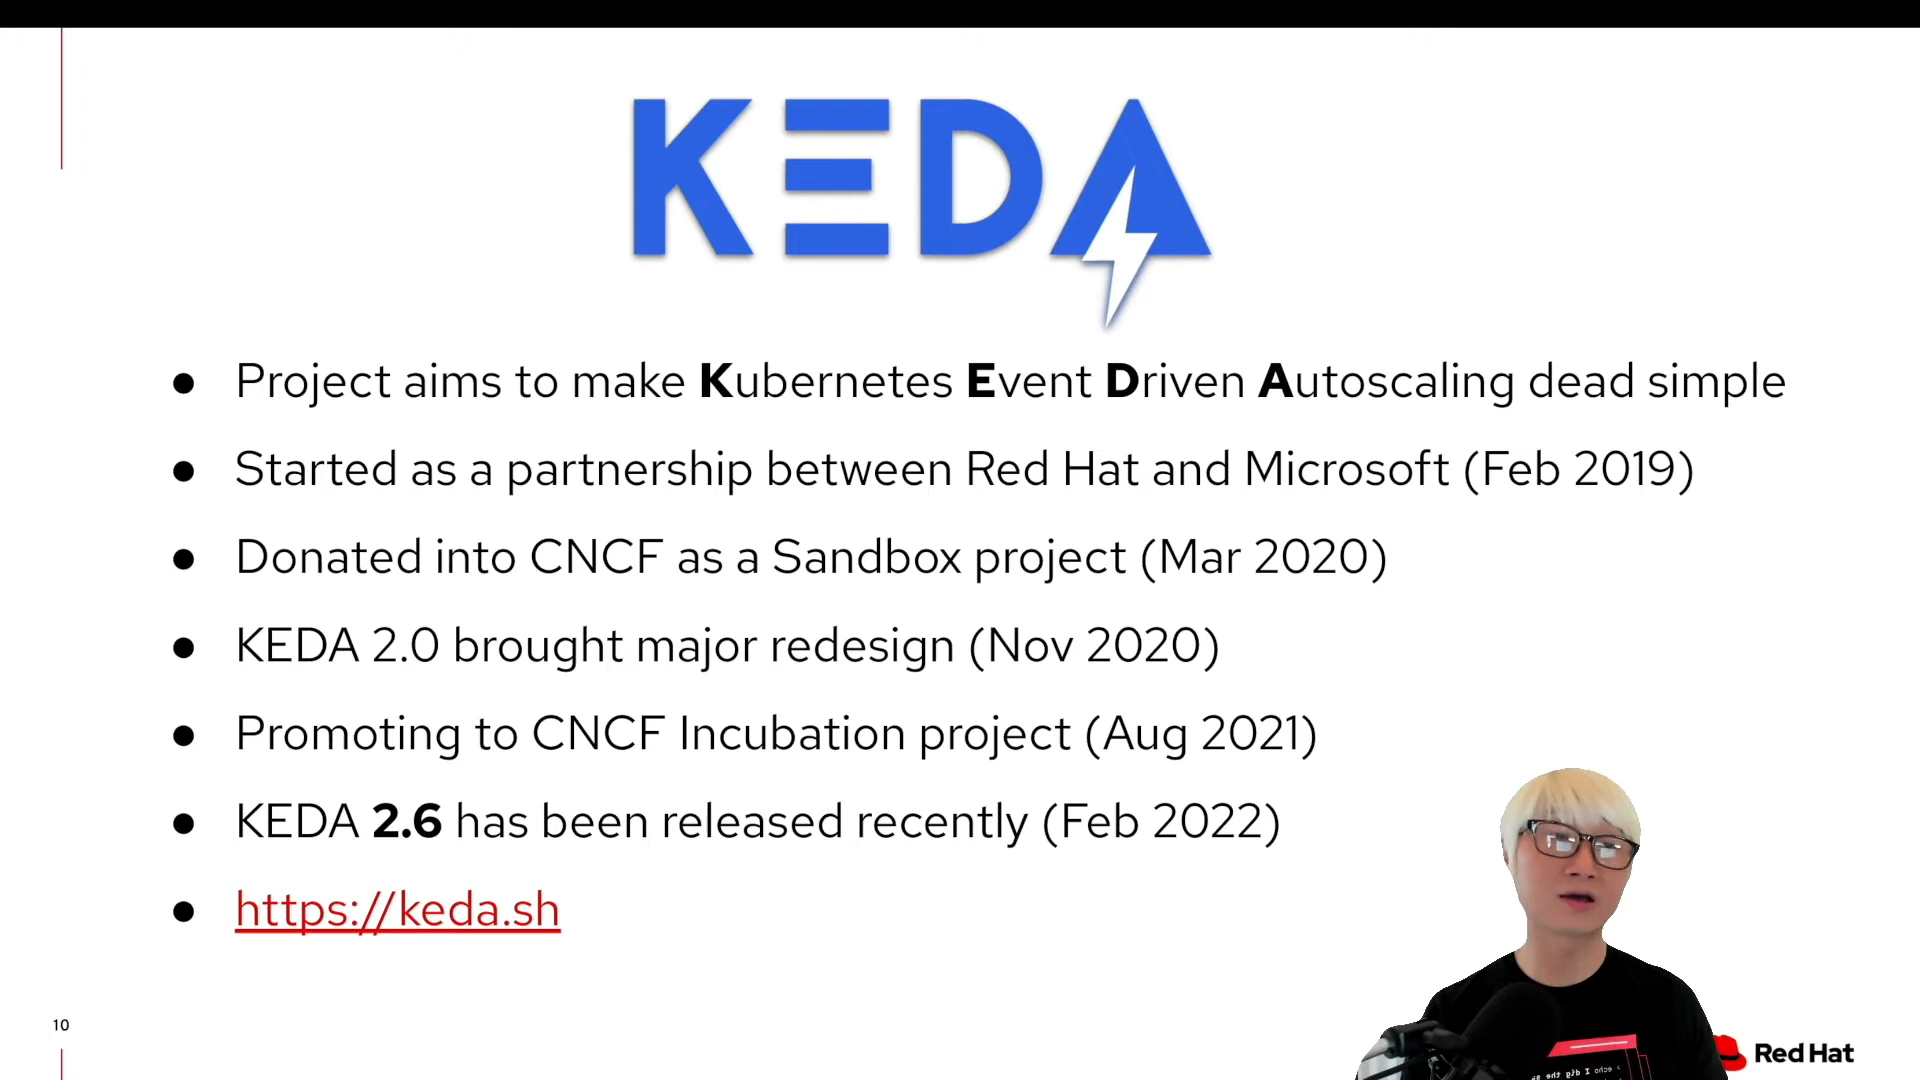 KEDA
● Project aims to make Kubernetes Event Driven Autoscaling dead simple
● Started as a partnership between Red Hat and Microsoft (Feb 2019)
● Donated into CNCF as a Sandbox project (Mar 2020)
● KEDA 2.0 brought major redesign (Nov 2020)
● Promoting to CNCF Incubation project (Aug 2021)
● KEDA 2.6 has been released recently (Feb 2022)
● https://keda.sh
10
Red Hat